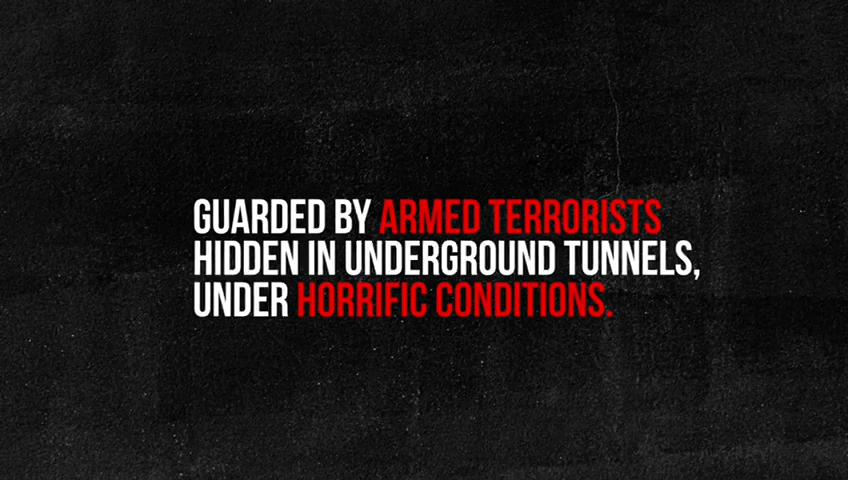 GUARDED BY ARMED TERRORISTS
HIDDEN IN UNDERGROUND TUNNELS,
UNDER HORRIFIC CONDITIONS.